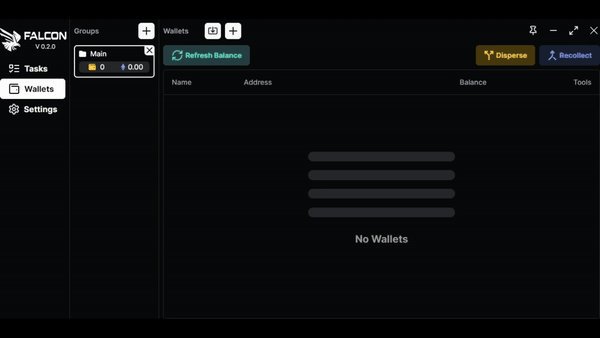 FALCON
V 0.2.0
Tasks
Wallets
Settings
Groups
Main
0 0.00
Wallets
Refresh Balance
Disperse
Recollect
Name Address Balance Tools
No Wallets